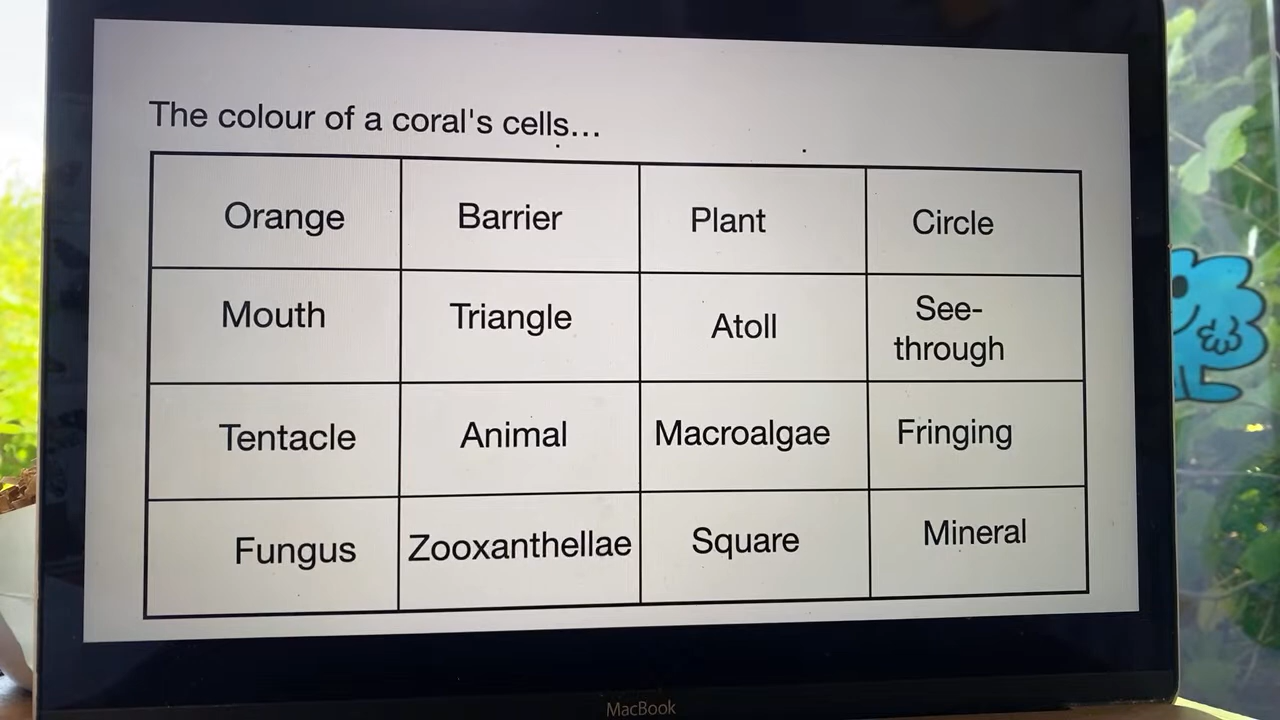 The colour of a coral's cells...
Orange Barrier Plant Circle
Mouth Triangle Atoll See-
through
Tentacle Animal Macroalgae Fringing
Fungus Zooxanthellae Square Mineral
MacBook